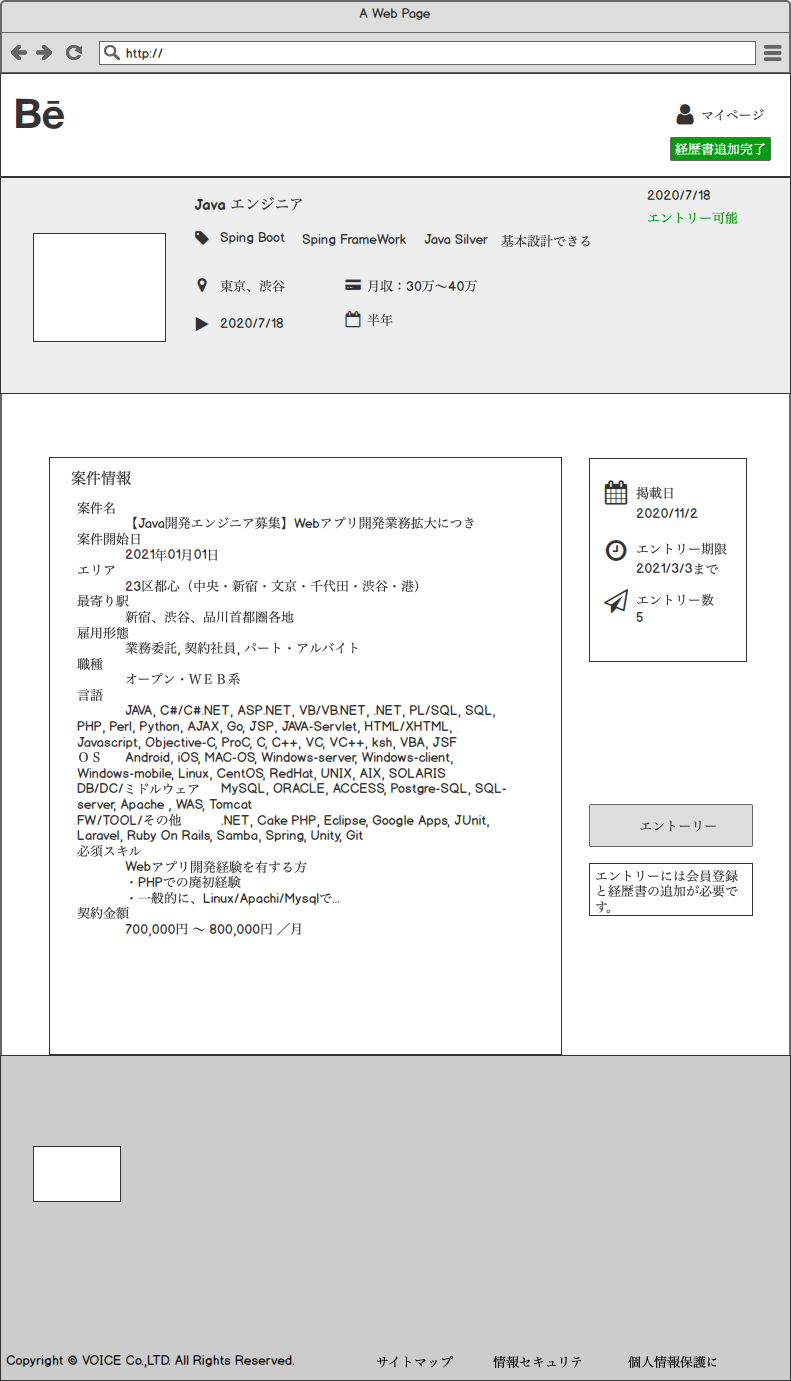 A Web Page
http://
Bē
マイページ
経歴書追加完了
Java エンジニア
2020/7/18
エントリー可能
Sping Boot Sping FrameWork Java Silver 基本設計できる
東京、渋谷 月収：30万～40万
2020/7/18 半年
案件情報
案件名
【Java開発エンジニア募集】Webアプリ開発業務拡大につき
案件開始日
2021年01月01日
エリア
23区都心（中央・新宿・文京・千代田・渋谷・港）
最寄り駅
新宿、渋谷、品川首都圏各地
雇用形態
業務委託, 契約社員, パート・アルバイト
職種
オープン・ＷＥＢ系
言語
JAVA, C#/C#.NET, ASP.NET, VB/VB.NET, .NET, PL/SQL, SQL,
PHP, Perl, Python, AJAX, Go, JSP, JAVA-Servlet, HTML/XHTML,
Javascript, Objective-C, ProC, C, C++, VC, VC++, ksh, VBA, JSF
ＯＳ Android, iOS, MAC-OS, Windows-server, Windows-client,
Windows-mobile, Linux, CentOS, RedHat, UNIX, AIX, SOLARIS
DB/DC/ミドルウェア MySQL, ORACLE, ACCESS, Postgre-SQL, SQL-
server, Apache , WAS, Tomcat
FW/TOOL/その他 .NET, Cake PHP, Eclipse, Google Apps, JUnit,
Laravel, Ruby On Rails, Samba, Spring, Unity, Git
必須スキル
Webアプリ開発経験を有する方
・PHPでの廃初経験
・一般的に、Linux/Apachi/Mysqlで...
契約金額
700,000円 ～ 800,000円 ／月
掲載日
2020/11/2
エントリー期限
2021/3/3まで
エントリー数
5
エントーリー
エントリーには会員登録
と経歴書の追加が必要で
す。
Copyright © VOICE Co.,LTD. All Rights Reserved. サイトマップ 情報セキュリテ 個人情報保護に